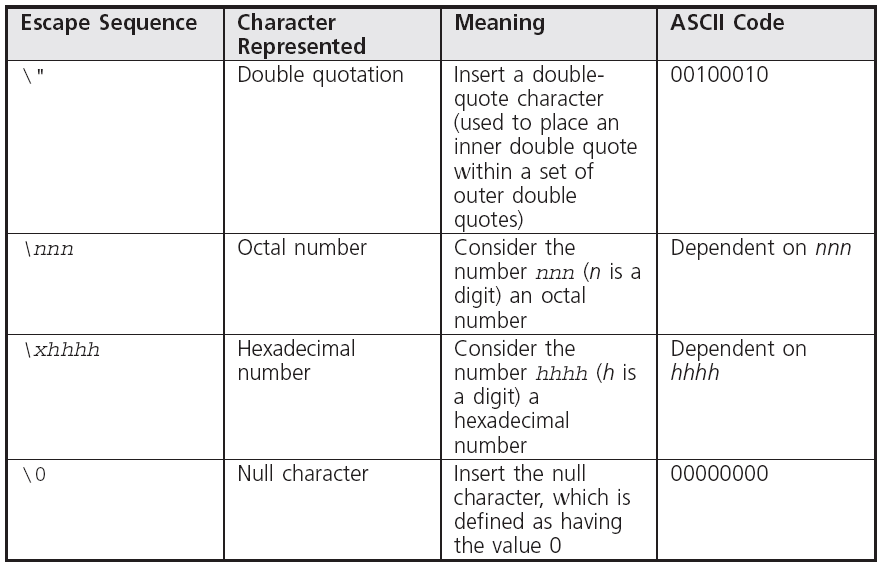 Escape Sequence Character Represented Meaning ASCII Code
\" Double quotation Insert a double-
quote character
(used to place an
inner double quote
within a set of
outer double
quotes) 00100010
\nnn Octal number Consider the
number nnn (n is a
digit) an octal
number Dependent on nnn
\xhhhh Hexadecimal
number Consider the
number hhhh (h is
a digit) a
hexadecimal
number Dependent on
hhhh
\0 Null character Insert the null
character, which is
defined as having
the value 0 00000000